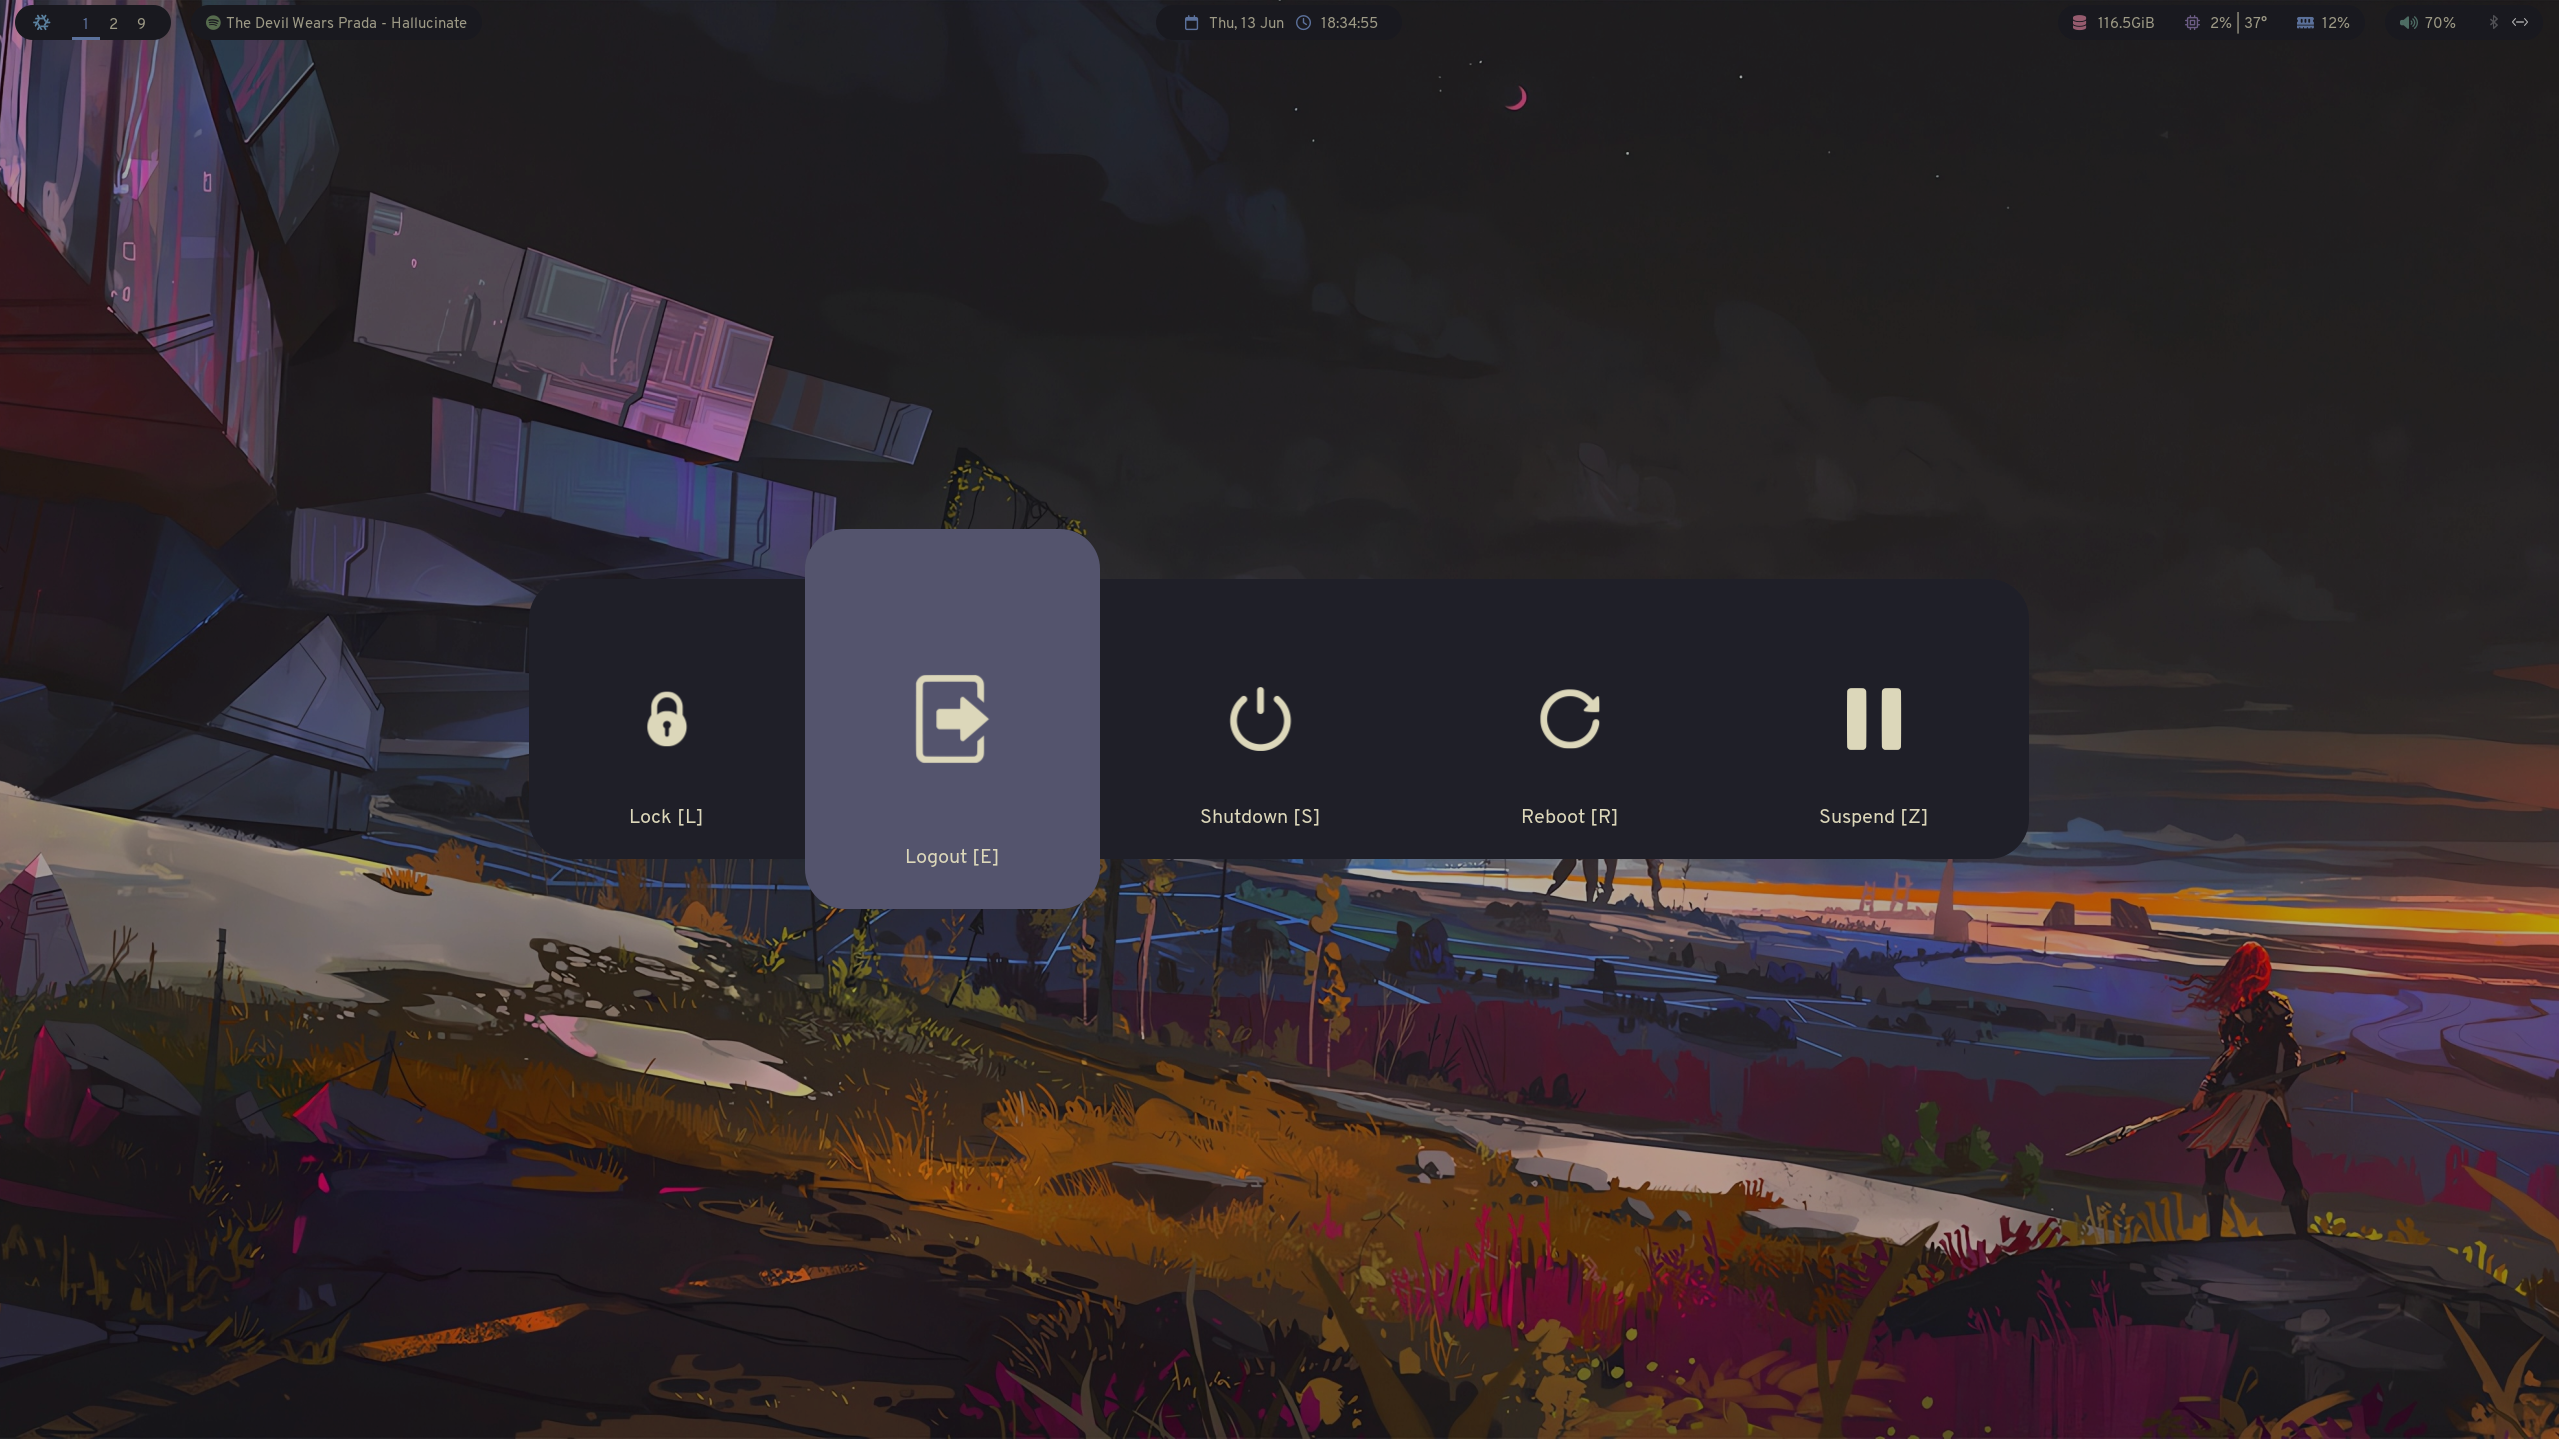 1 2 9 The Devil Wears Prada - Hallucinate Thu, 13 Jun 18:34:55 116.5GiB 2% | 37° 12% 70%
Lock [L] Shutdown [S] Reboot [R] Suspend [Z]
Logout [E]